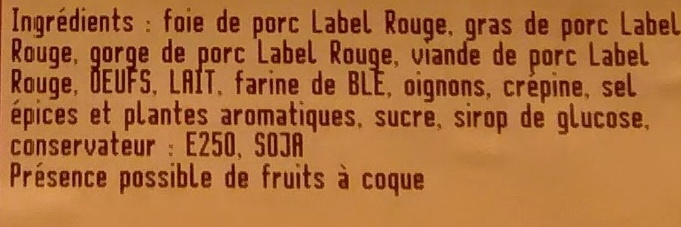 Ingrédients : foie de porc Label Rouge, gras de porc Label
Rouge, gorge de porc Label Rouge, viande de porc Label
Rouge, OEUFS, LAIT, farine de BLÉ, oignons, crépine, sel
épices et plantes aromatiques, sucre, sirop de glucose,
conservateur : E250, SOJA
Présence possible de fruits à coque